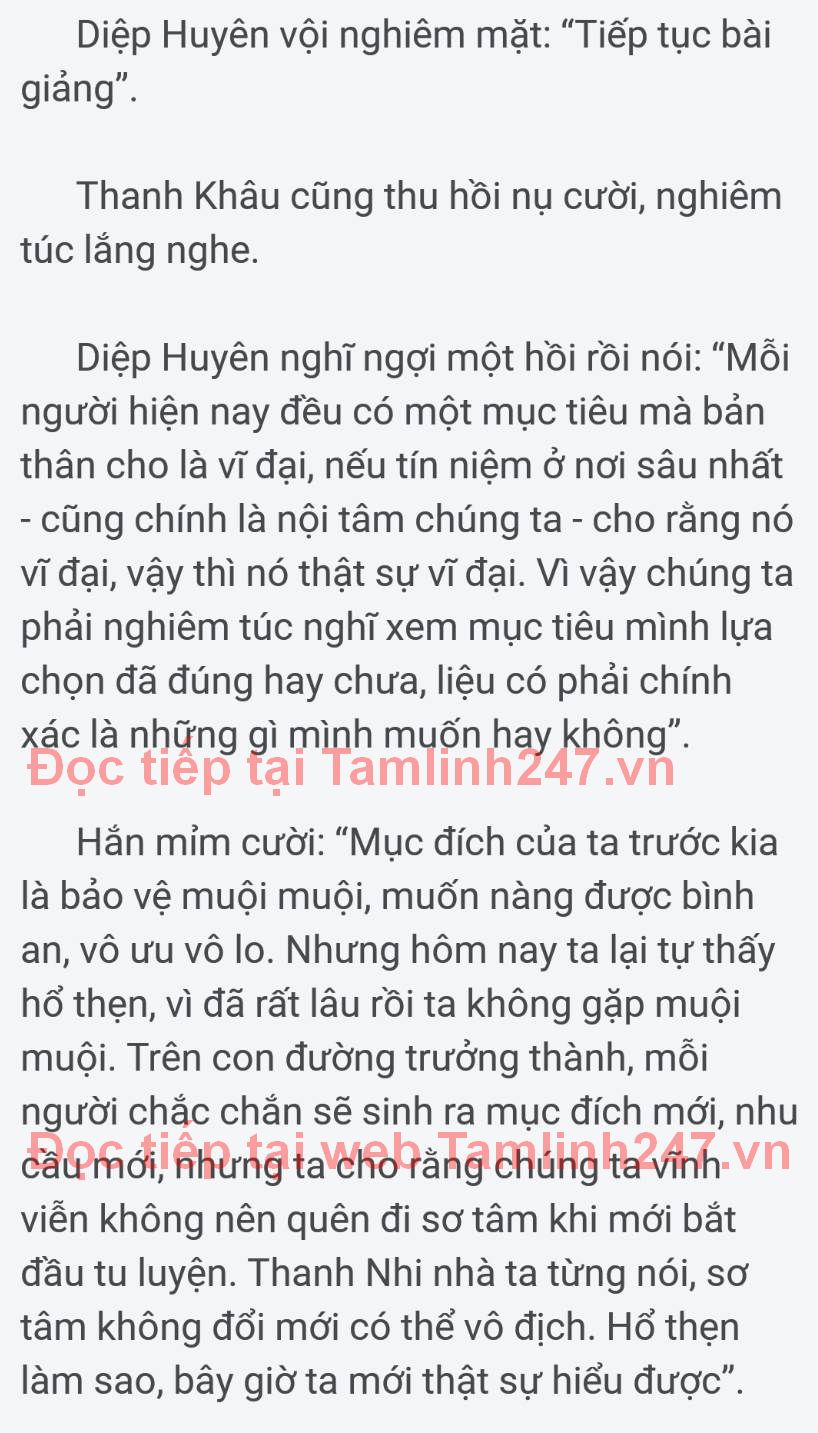 Diệp Huyên vội nghiêm mặt: “Tiếp tục bài
giảng”.
Thanh Khâu cũng thu hồi nụ cười, nghiêm
túc lắng nghe.
Diệp Huyên nghĩ ngợi một hồi rồi nói: “Mỗi
người hiện nay đều có một mục tiêu mà bản
thân cho là vĩ đại, nếu tín niệm ở nơi sâu nhất
- cũng chính là nội tâm chúng ta - cho rằng nó
vĩ đại, vậy thì nó thật sự vĩ đại. Vì vậy chúng ta
phải nghiêm túc nghĩ xem mục tiêu mình lựa
chọn đã đúng hay chưa, liệu có phải chính
xác là những gì mình muốn hay không”.
Đọc tiếp tại Tamlinh247.vn
Hắn mỉm cười: “Mục đích của ta trước kia
là bảo vệ muội muội, muốn nàng được bình
an, vô ưu vô lo. Nhưng hôm nay ta lại tự thấy
hổ thẹn, vì đã rất lâu rồi ta không gặp muội
muội. Trên con đường trưởng thành, mỗi
người chắc chắn sẽ sinh ra mục đích mới, nhu
Đọc tiếp tại web Tamlinh247.vn
cầu mới, nhưng ta cho rằng chúng ta vĩnh
viễn không nên quên đi sơ tâm khi mới bắt
đầu tu luyện. Thanh Nhi nhà ta từng nói, sơ
tâm không đổi mới có thể vô địch. Hổ thẹn
làm sao, bây giờ ta mới thật sự hiểu được”.